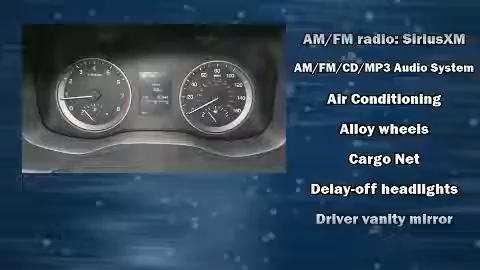 AM/FM radio: SiriusXM
AM/FM/CD/MP3 Audio System
Air Conditioning
Alloy wheels
Cargo Net
Delay-off headlights
Driver vanity mirror